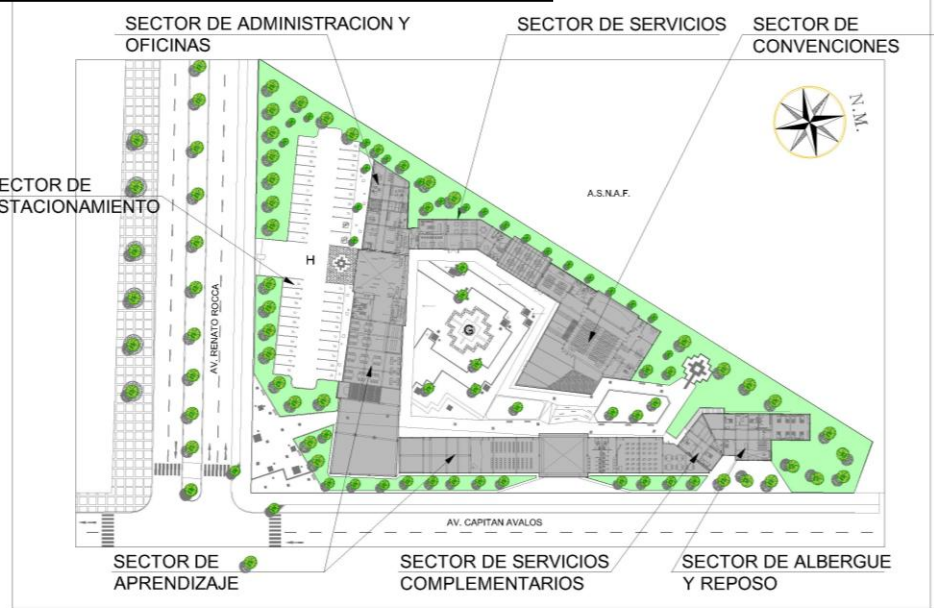 SECTOR DE ADMINISTRACION Y
OFICINAS
SECTOR DE SERVICIOS
SECTOR DE
CONVENCIONES
N.M.
A.S.N.A.F.
ECTOR DE
STACIONAMIENTO
H
AV. RENATO ROCCA
G
AV. CAPITAN AVALOS
SECTOR DE
APRENDIZAJE
SECTOR DE SERVICIOS
COMPLEMENTARIOS
SECTOR DE ALBERGUE
Y REPOSO